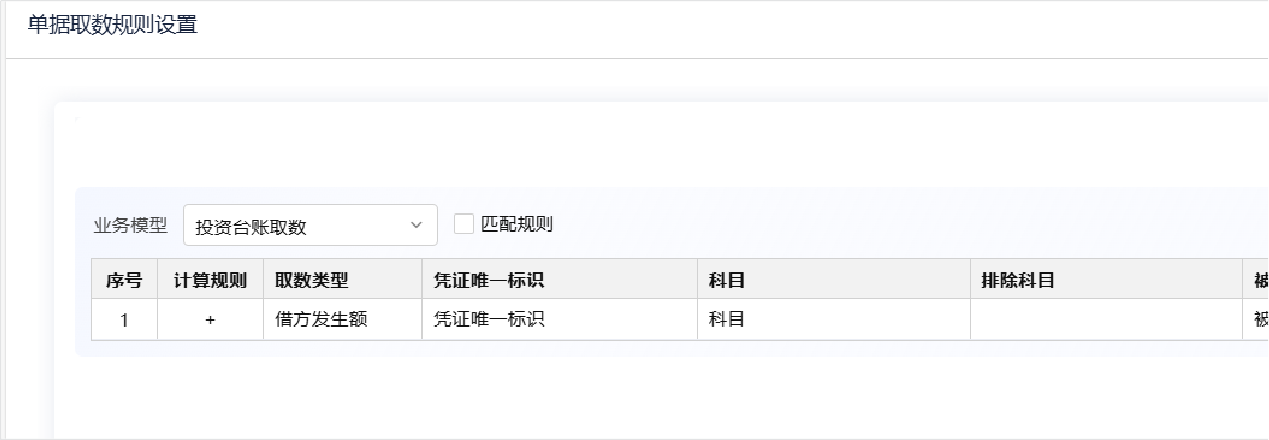 单据取数规则设置
业务模型 投资台账取数 匹配规则
序号 计算规则 取数类型 凭证唯一标识 科目 排除科目 被
1 + 借方发生额 凭证唯一标识 科目 被